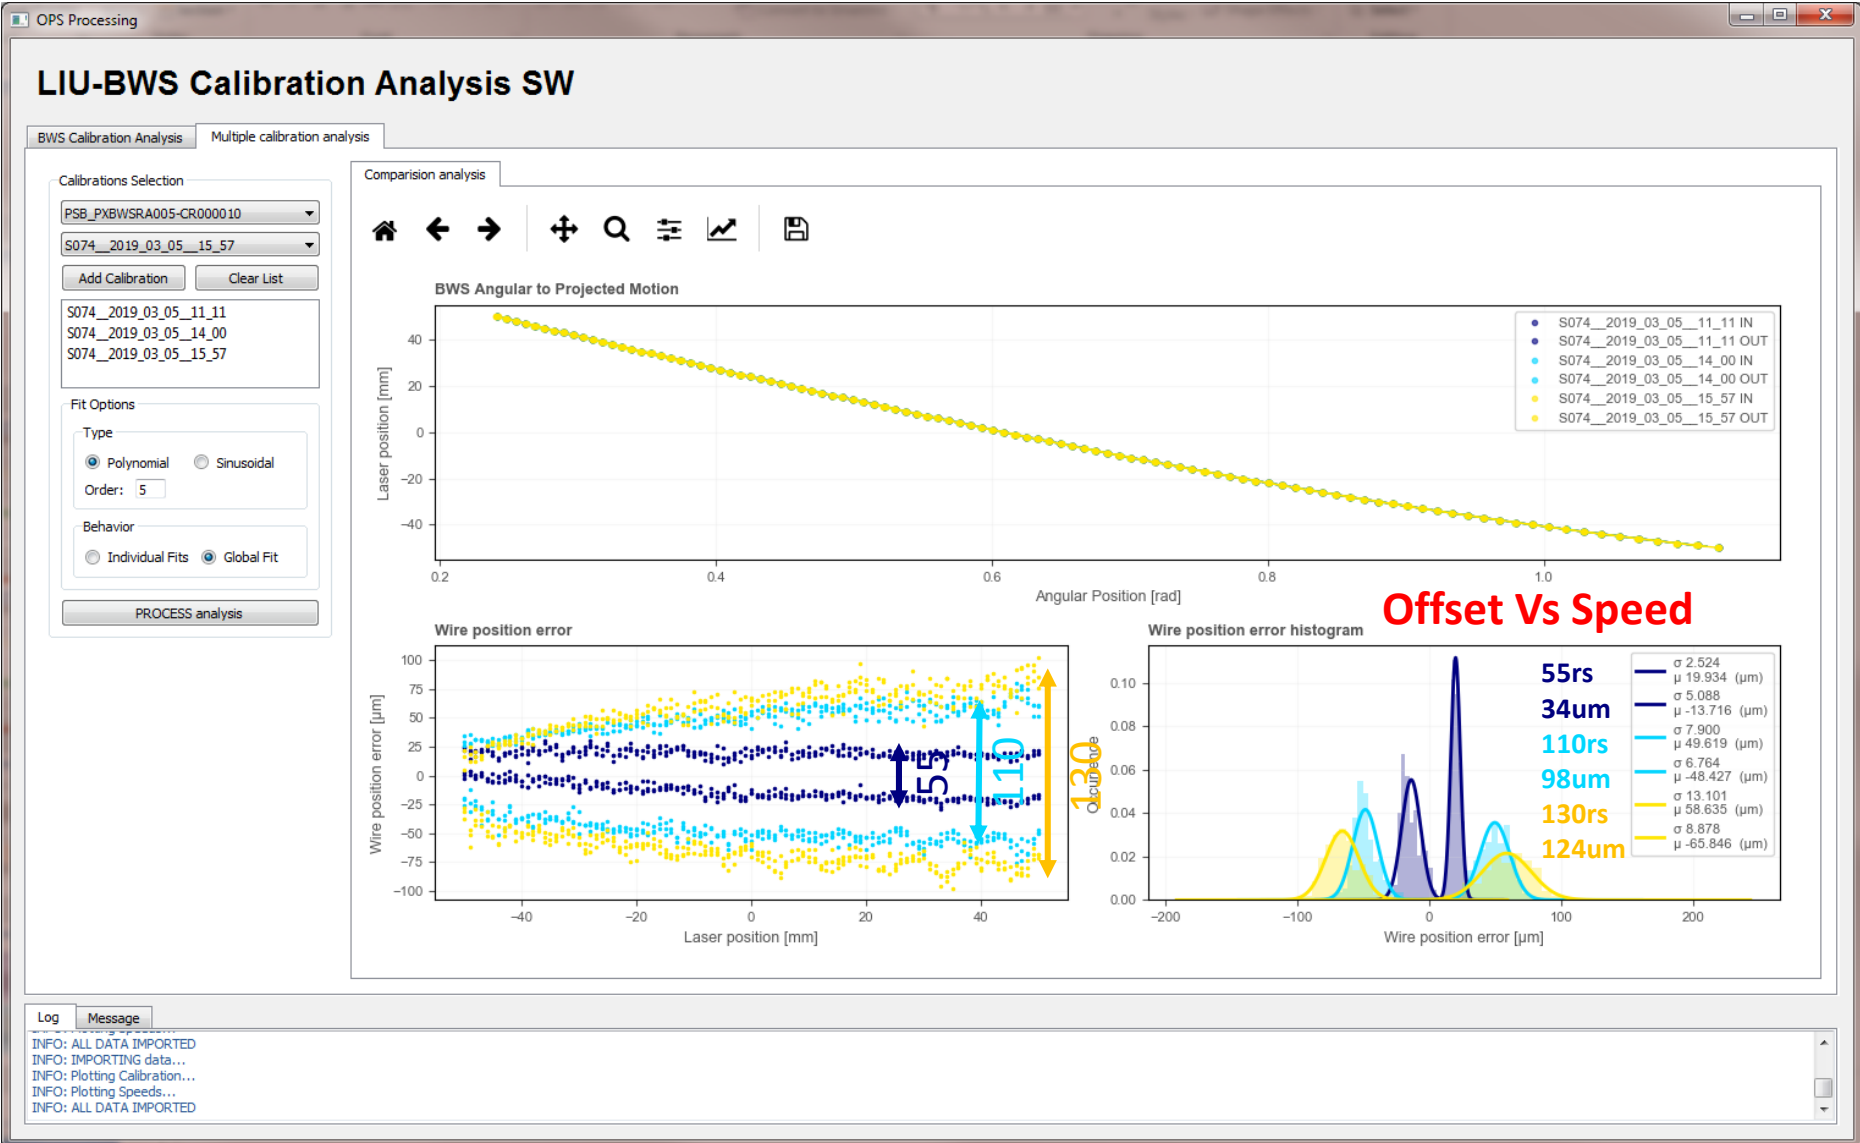 OPS Processing
LIU-BWS Calibration Analysis SW
BWS Calibration Analysis
Multiple calibration analysis
Calibrations Selection
PSB_PXBWSRA005-CR000010
S074__2019_03_05__15_57
Add Calibration
Clear List
S074__2019_03_05__11_11
S074__2019_03_05__14_00
S074__2019_03_05__15_57
Fit Options
Type
Polynomial
Sinusoidal
Order: 5
Behavior
Individual Fits
Global Fit
PROCESS analysis
Comparision analysis
BWS Angular to Projected Motion
Laser position [mm]
40
20
0
−20
−40
0.2
0.4
0.6
0.8
1.0
Angular Position [rad]
S074__2019_03_05__11_11 IN
S074__2019_03_05__11_11 OUT
S074__2019_03_05__14_00 IN
S074__2019_03_05__14_00 OUT
S074__2019_03_05__15_57 IN
S074__2019_03_05__15_57 OUT
Offset Vs Speed
Wire position error
Wire position error [µm]
100
75
50
25
0
−25
−50
−75
−100
−40
−20
0
20
40
Laser position [mm]
55
110
130
Wire position error histogram
Occurrence
0.10
0.08
0.06
0.04
0.02
0.00
−200
−100
0
100
200
Wire position error [µm]
55rs
34um
110rs
98um
130rs
124um
σ 2.524
µ 19.934 (µm)
σ 5.088
µ -13.716 (µm)
σ 7.900
µ 49.619 (µm)
σ 6.764
µ -48.427 (µm)
σ 13.101
µ 58.635 (µm)
σ 8.878
µ -65.846 (µm)
Log
Message
INFO: ALL DATA IMPORTED
INFO: IMPORTING data...
INFO: Plotting Calibration...
INFO: Plotting Speeds...
INFO: ALL DATA IMPORTED